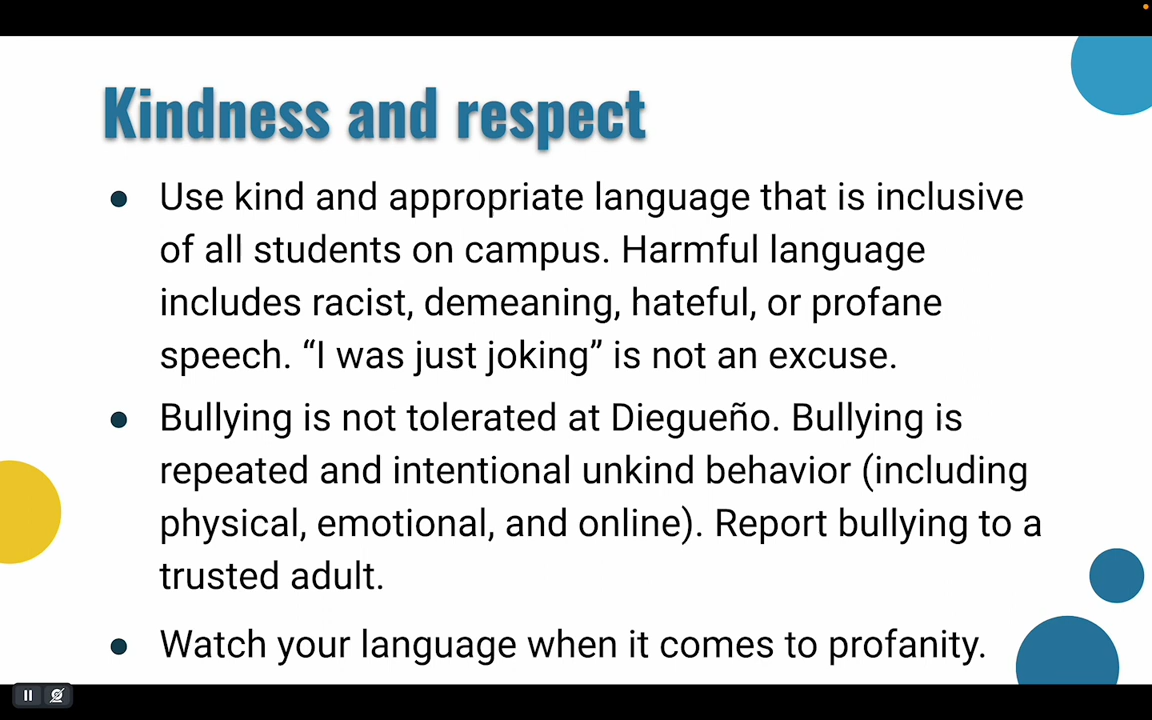 Kindness and respect
● Use kind and appropriate language that is inclusive
of all students on campus. Harmful language
includes racist, demeaning, hateful, or profane
speech. “I was just joking” is not an excuse.
● Bullying is not tolerated at Diegueño. Bullying is
repeated and intentional unkind behavior (including
physical, emotional, and online). Report bullying to a
trusted adult.
● Watch your language when it comes to profanity.